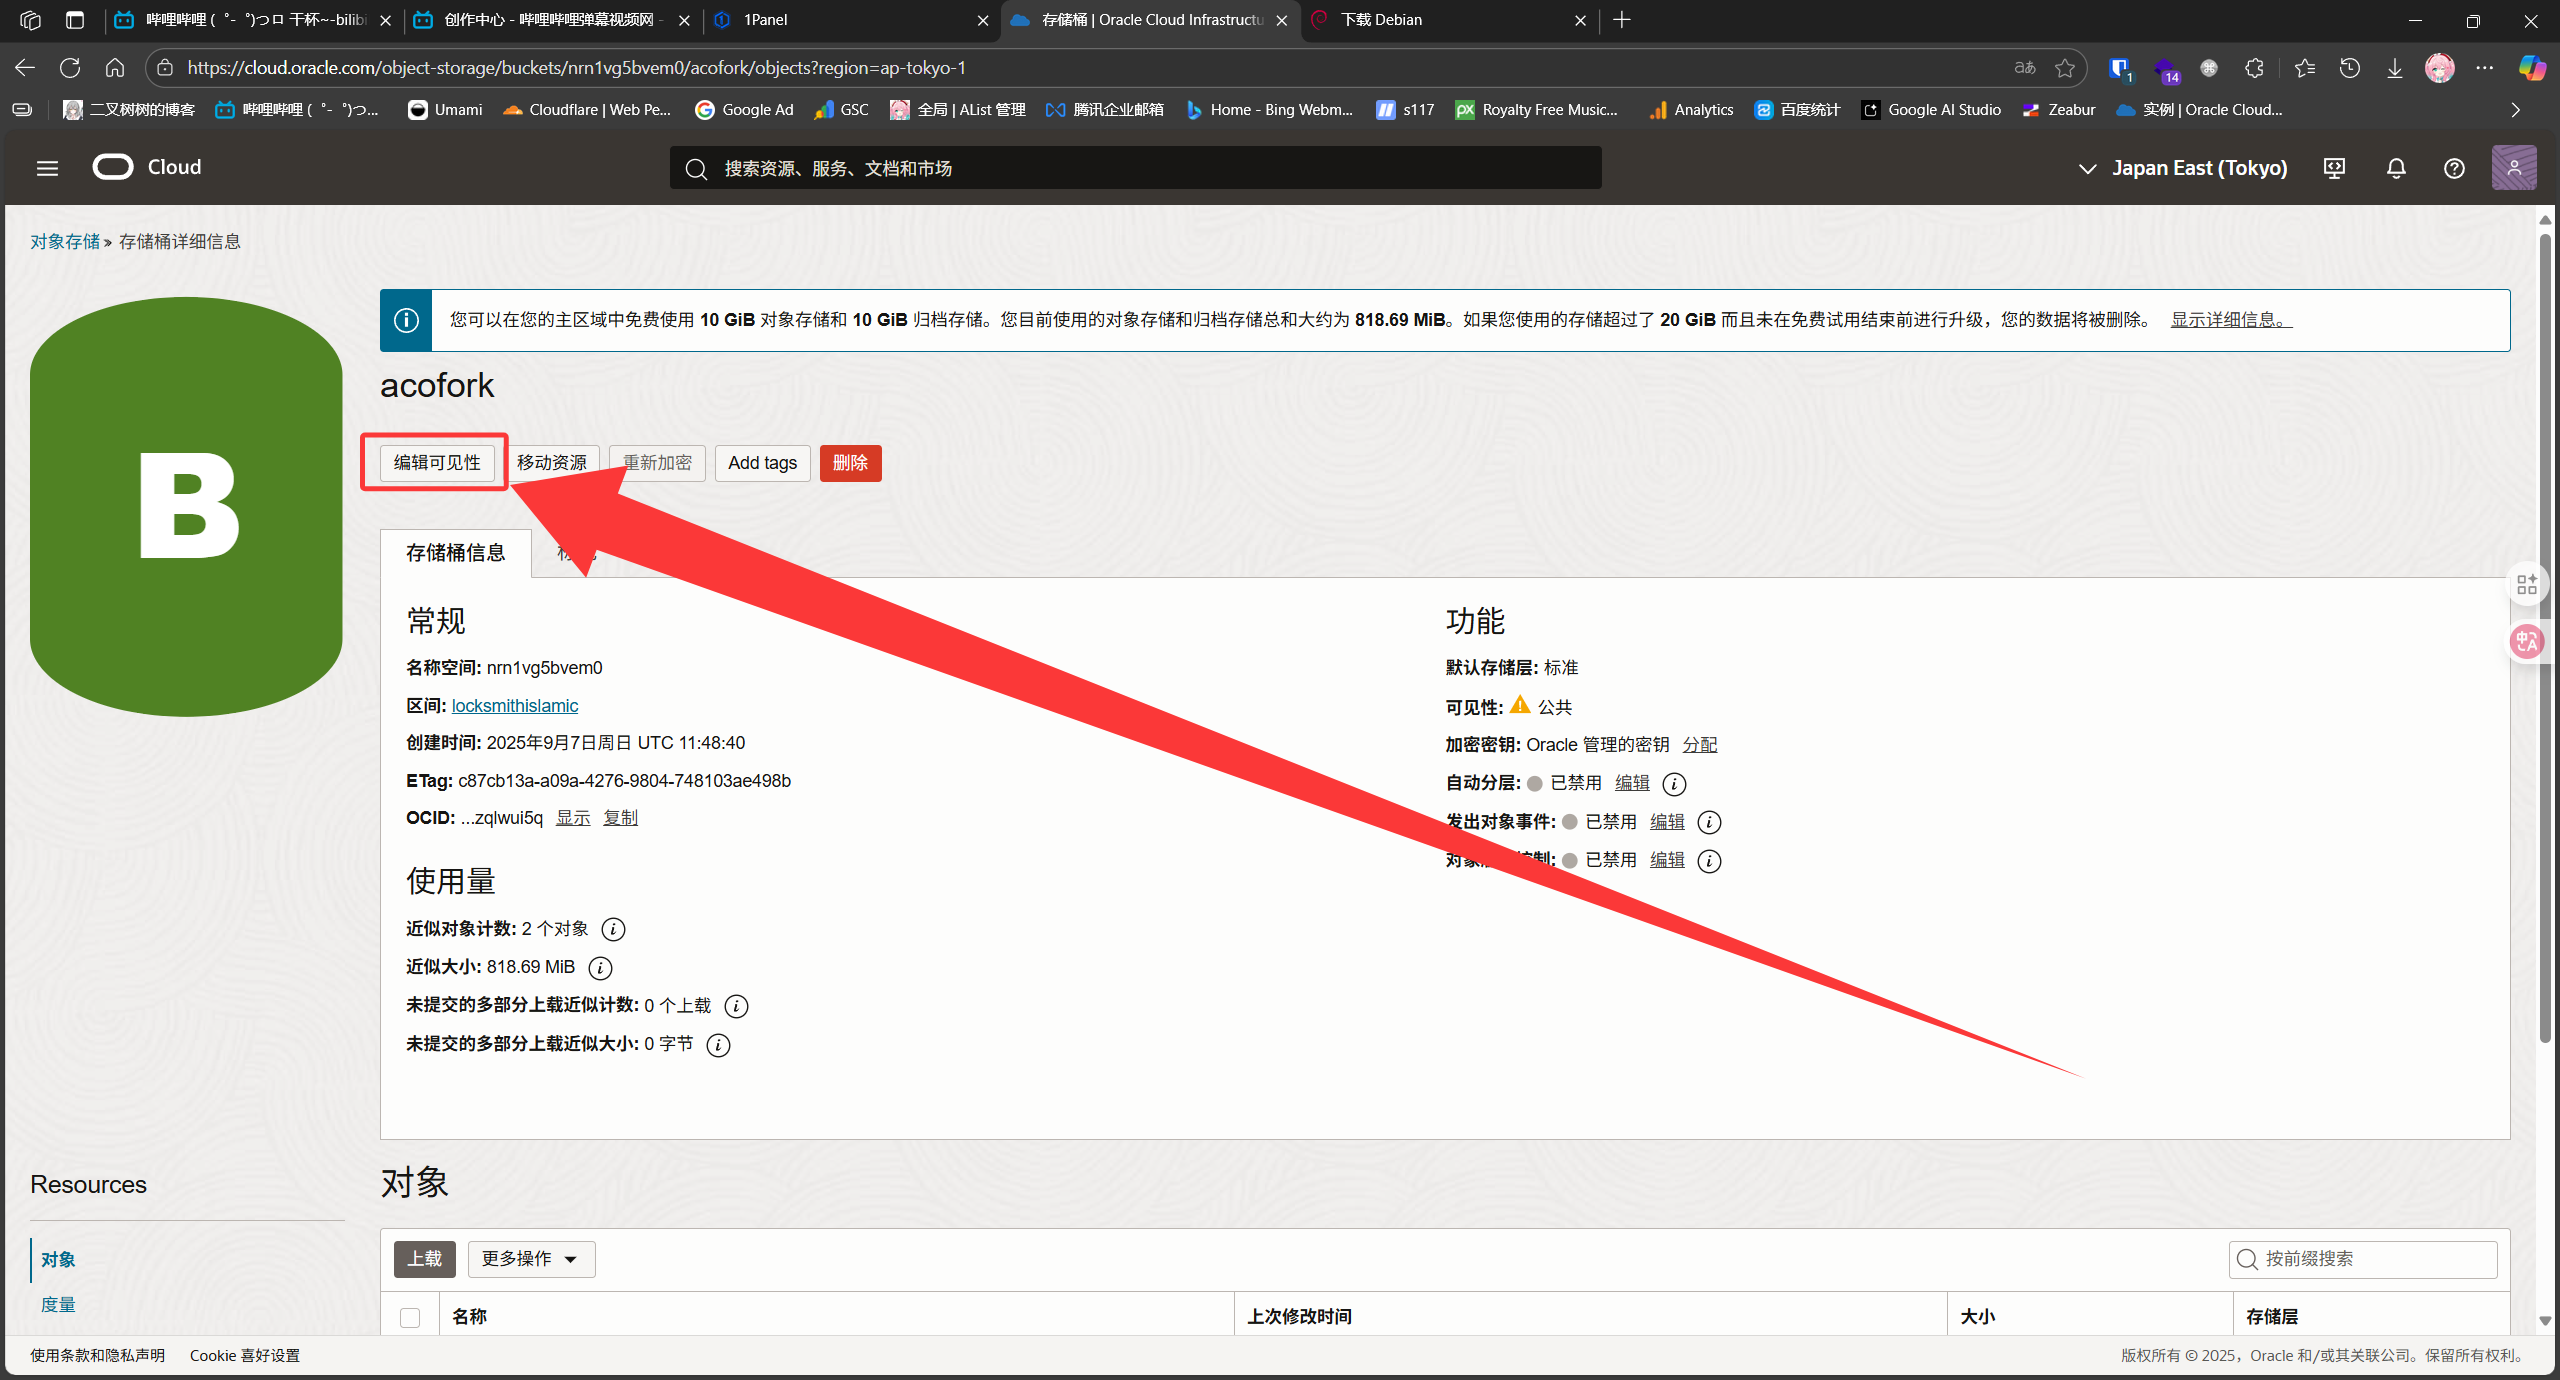 哔哩哔哩 (゜-゜)つロ 干杯~-bilibi
创作中心 - 哔哩哔哩弹幕视频网 -
1Panel
存储桶 | Oracle Cloud Infrastructu
下载 Debian
https://cloud.oracle.com/object-storage/buckets/nrn1vg5bvem0/acofork/objects?region=ap-tokyo-1
aあ
1
14
二叉树树的博客
哔哩哔哩 (゜-゜)つ...
Umami
Cloudflare | Web Pe...
Google Ad
GSC
全局 | AList 管理
腾讯企业邮箱
Home - Bing Webm...
s117
Royalty Free Music...
Analytics
百度统计
Google AI Studio
Zeabur
实例 | Oracle Cloud...
Cloud
搜索资源、服务、文档和市场
Japan East (Tokyo)
对象存储 » 存储桶详细信息
您可以在您的主区域中免费使用 10 GiB 对象存储和 10 GiB 归档存储。您目前使用的对象存储和归档存储总和大约为 818.69 MiB。如果您使用的存储超过了 20 GiB 而且未在免费试用结束前进行升级，您的数据将被删除。 显示详细信息。
B
acofork
编辑可见性
移动资源
重新加密
Add tags
删除
存储桶信息
常规
名称空间: nrn1vg5bvem0
区间: locksmithislamic
创建时间: 2025年9月7日周日 UTC 11:48:40
ETag: c87cb13a-a09a-4276-9804-748103ae498b
OCID: ...zqlwui5q 显示 复制
使用量
近似对象计数: 2 个对象
近似大小: 818.69 MiB
未提交的多部分上载近似计数: 0 个上载
未提交的多部分上载近似大小: 0 字节
功能
默认存储层: 标准
可见性: 公共
加密密钥: Oracle 管理的密钥 分配
自动分层: 已禁用 编辑
发出对象事件: 已禁用 编辑
对象 制: 已禁用 编辑
Resources
对象
度量
对象
上载
更多操作
按前缀搜索
名称
上次修改时间
大小
存储层
使用条款和隐私声明
Cookie 喜好设置
版权所有 © 2025，Oracle 和/或其关联公司。保留所有权利。